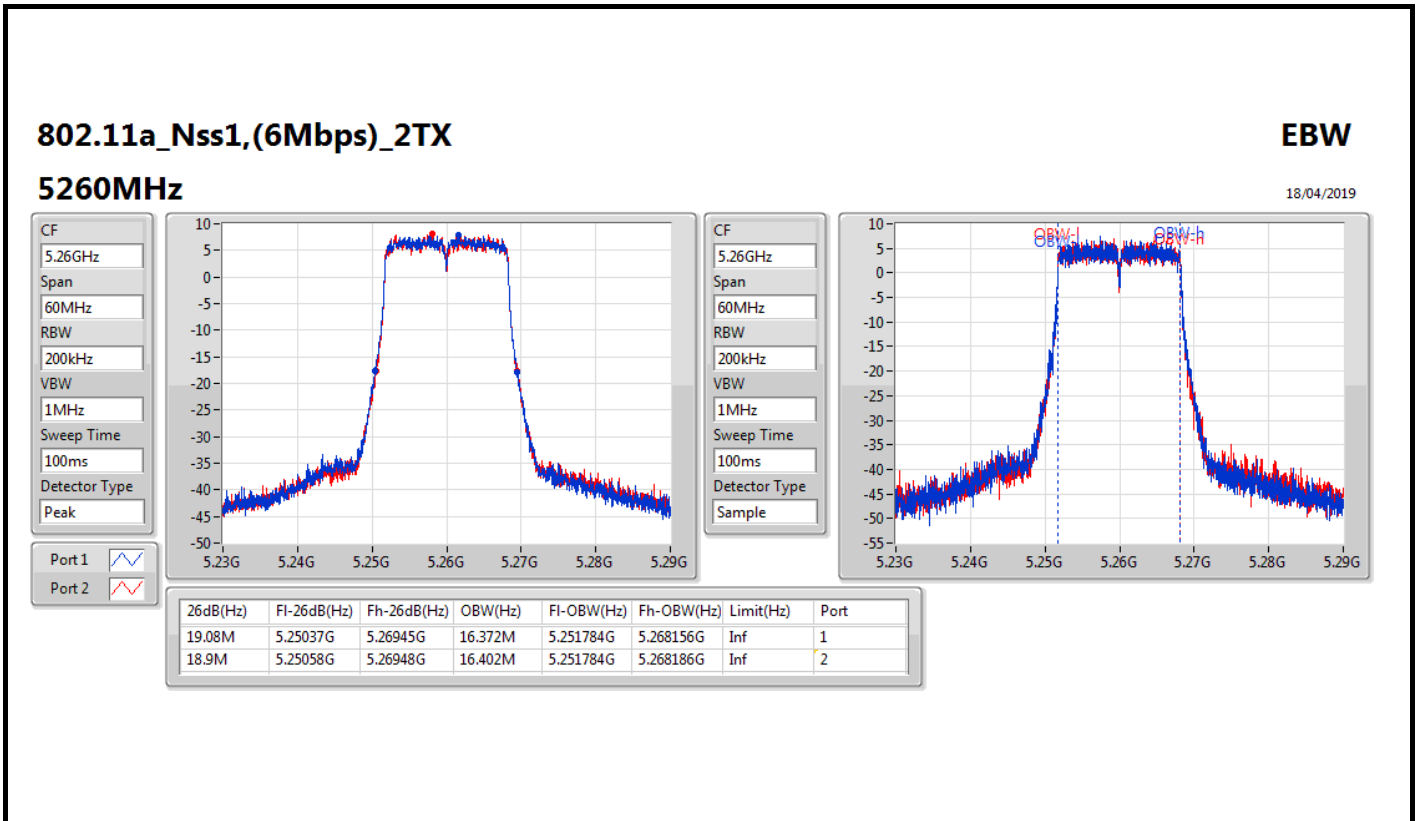 802.11a_Nss1,(6Mbps)_2TX
EBW
5260MHz
18/04/2019
CF
5.26GHz
Span
60MHz
RBW
200kHz
VBW
1MHz
Sweep Time
100ms
Detector Type
Peak
Port 1
Port 2
10
5
0
-5
-10
-15
-20
-25
-30
-35
-40
-45
-50
5.23G 5.24G 5.25G 5.26G 5.27G 5.28G 5.29G
CF
5.26GHz
Span
60MHz
RBW
200kHz
VBW
1MHz
Sweep Time
100ms
Detector Type
Sample
10
5
0
-5
-10
-15
-20
-25
-30
-35
-40
-45
-50
-55
OBW-l OBW-h
OBW-l OBW-h
5.23G 5.24G 5.25G 5.26G 5.27G 5.28G 5.29G
26dB(Hz) Fl-26dB(Hz) Fh-26dB(Hz) OBW(Hz) Fl-OBW(Hz) Fh-OBW(Hz) Limit(Hz) Port
19.08M 5.25037G 5.26945G 16.372M 5.251784G 5.268156G Inf 1
18.9M 5.25058G 5.26948G 16.402M 5.251784G 5.268186G Inf 2